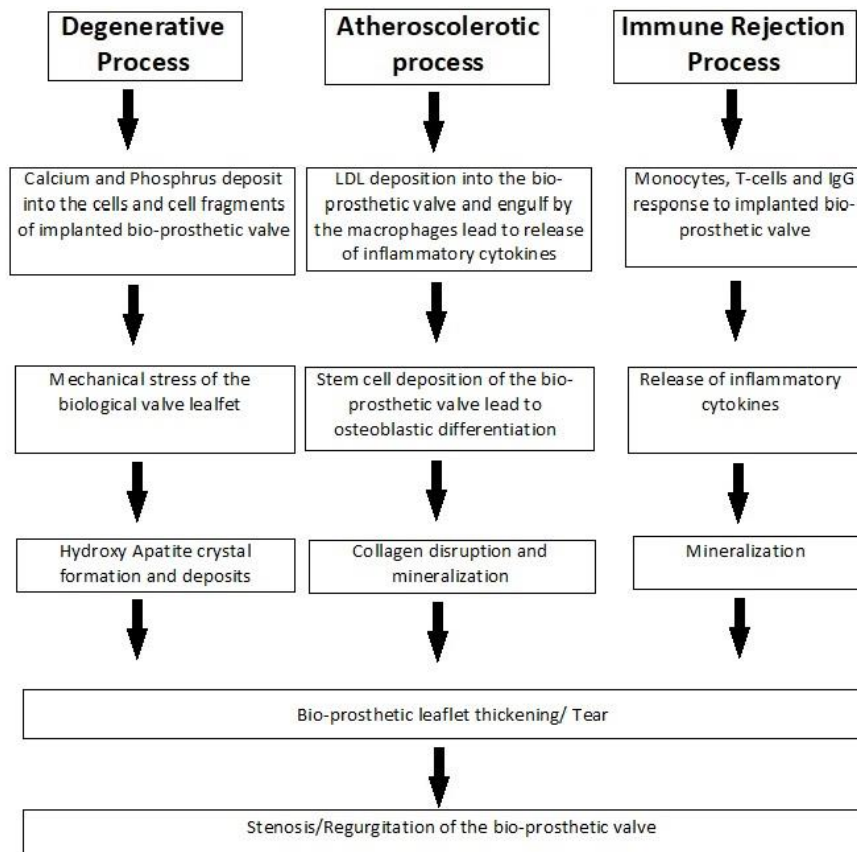 Degenerative
Process
Atheroscolerotic
process
Immune Rejection
Process
Calcium and Phosphrus deposit
into the cells and cell fragments
of implanted bio-prosthetic valve
LDL deposition into the bio-
prosthetic valve and engulf by
the macrophages lead to release
of inflammatory cytokines
Monocytes, T-cells and IgG
response to implanted bio-
prosthetic valve
Mechanical stress of the
biological valve lealfet
Stem cell deposition of the bio-
prosthetic valve lead to
osteoblastic differentiation
Release of inflammatory
cytokines
Hydroxy Apatite crystal
formation and deposits
Collagen disruption and
mineralization
Mineralization
Bio-prosthetic leaflet thickening/ Tear
Stenosis/Regurgitation of the bio-prosthetic valve